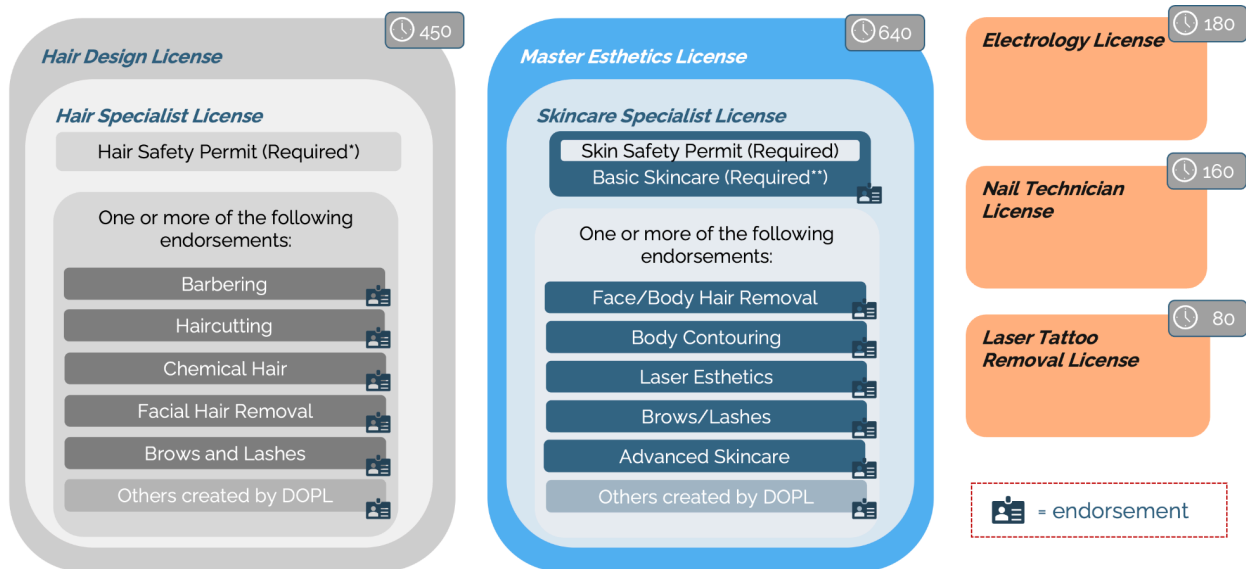 450
Hair Design License
Hair Specialist License
Hair Safety Permit (Required*)
One or more of the following
endorsements:
Barbering
Haircutting
Chemical Hair
Facial Hair Removal
Brows and Lashes
Others created by DOPL
640
Master Esthetics License
Skincare Specialist License
Skin Safety Permit (Required)
Basic Skincare (Required**)
One or more of the following
endorsements:
Face/Body Hair Removal
Body Contouring
Laser Esthetics
Brows/Lashes
Advanced Skincare
Others created by DOPL
180
Electrology License
160
Nail Technician
License
80
Laser Tattoo
Removal License
= endorsement